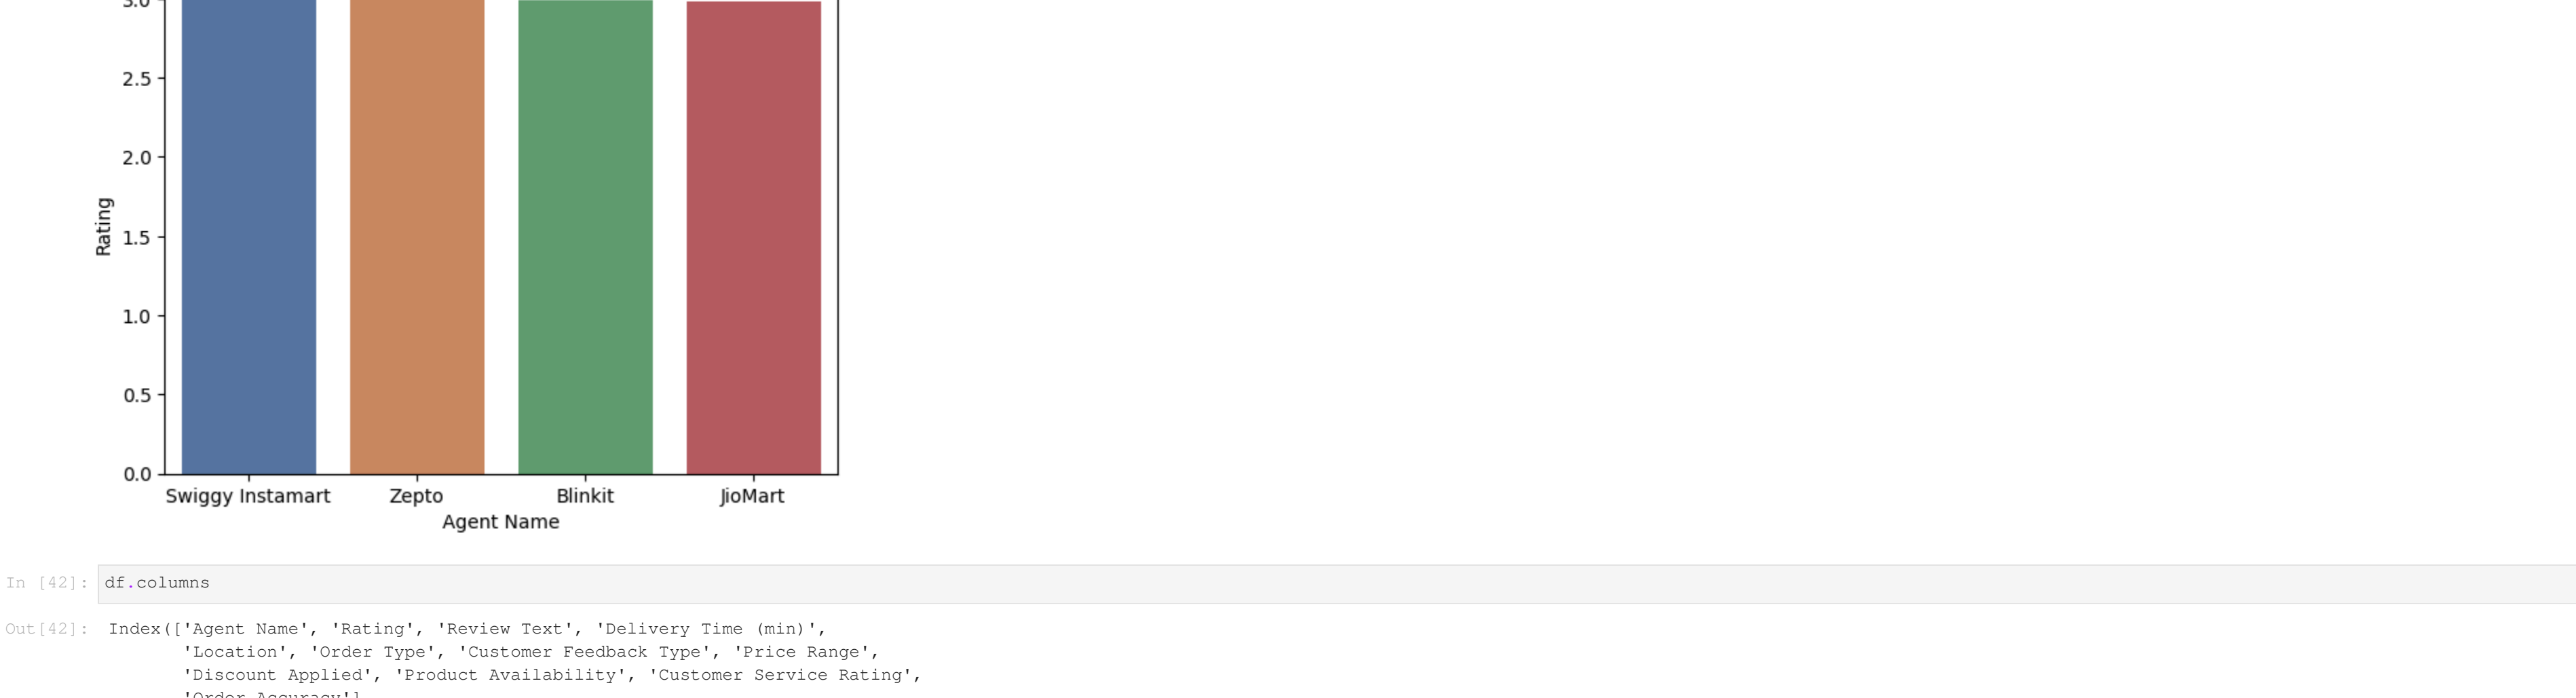 3.0
2.5
2.0
1.5
1.0
0.5
0.0
Rating
Swiggy Instamart Zepto Blinkit JioMart
Agent Name
In [42]: df.columns
Out[42]: Index(['Agent Name', 'Rating', 'Review Text', 'Delivery Time (min)',
'Location', 'Order Type', 'Customer Feedback Type', 'Price Range',
'Discount Applied', 'Product Availability', 'Customer Service Rating',
'Order Accuracy']